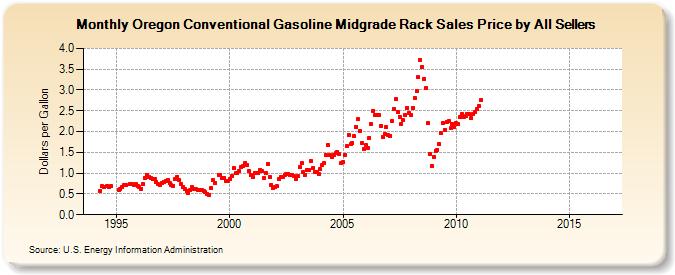 Monthly Oregon Conventional Gasoline Midgrade Rack Sales Price by All Sellers
Dollars per Gallon
4.0
3.5
3.0
2.5
2.0
1.5
1.0
0.5
0.0
1995 2000 2005 2010 2015
Source: U.S. Energy Information Administration